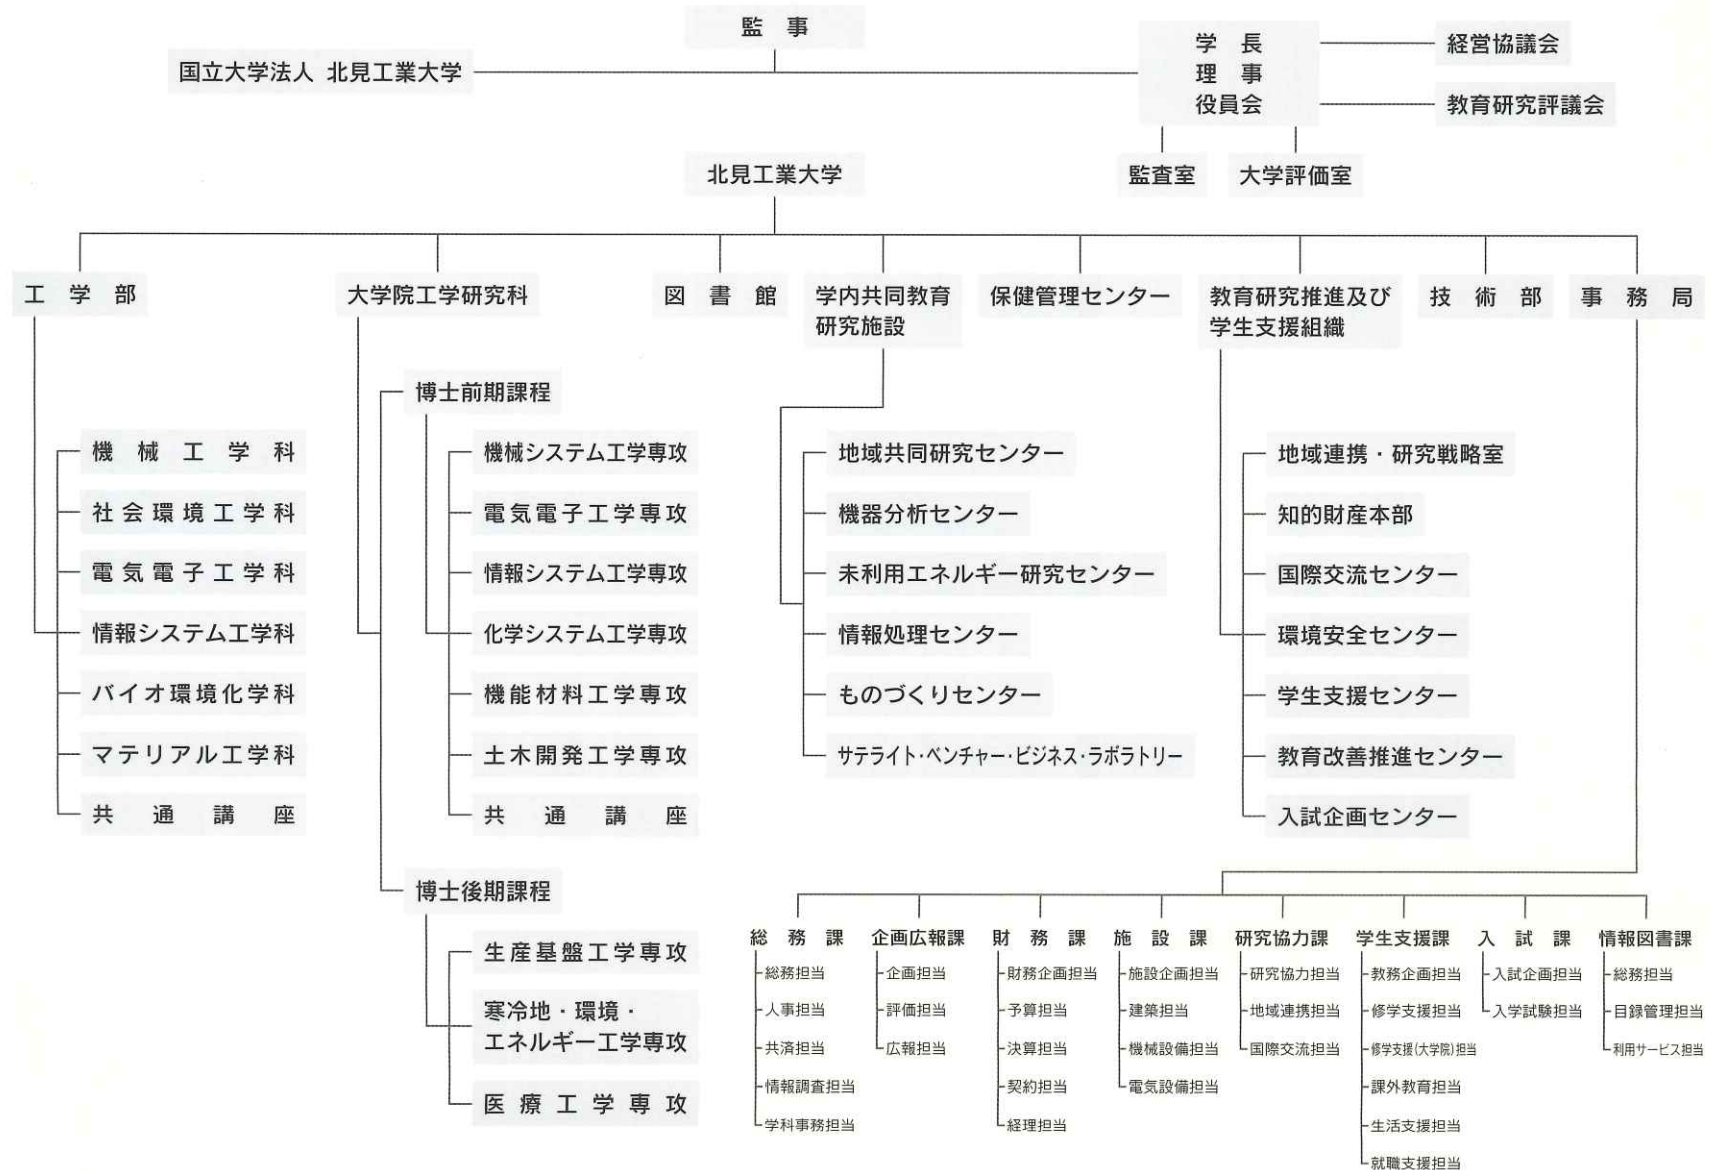 監事
国立大学法人 北見工業大学
学長
理事
役員会
経営協議会
教育研究評議会
監査室
大学評価室
北見工業大学
工学部
大学院工学研究科
図書館
学内共同教育
研究施設
保健管理センター
教育研究推進及び
学生支援組織
技術部
事務局
機械工学科
社会環境工学科
電気電子工学科
情報システム工学科
バイオ環境化学科
マテリアル工学科
共通講座
博士前期課程
機械システム工学専攻
電気電子工学専攻
情報システム工学専攻
化学システム工学専攻
機能材料工学専攻
土木開発工学専攻
共通講座
博士後期課程
生産基盤工学専攻
寒冷地・環境・
エネルギー工学専攻
医療工学専攻
地域共同研究センター
機器分析センター
未利用エネルギー研究センター
情報処理センター
ものづくりセンター
サテライト・ベンチャー・ビジネス・ラボラトリー
地域連携・研究戦略室
知的財産本部
国際交流センター
環境安全センター
学生支援センター
教育改善推進センター
入試企画センター
総務課
総務担当
人事担当
共済担当
情報調査担当
学科事務担当
企画広報課
企画担当
評価担当
広報担当
財務課
財務企画担当
予算担当
決算担当
契約担当
経理担当
施設課
施設企画担当
建築担当
機械設備担当
電気設備担当
研究協力課
研究協力担当
地域連携担当
国際交流担当
学生支援課
教務企画担当
修学支援担当
修学支援(大学院)担当
課外教育担当
生活支援担当
就職支援担当
入試課
入試企画担当
入学試験担当
情報図書課
総務担当
目録管理担当
利用サービス担当